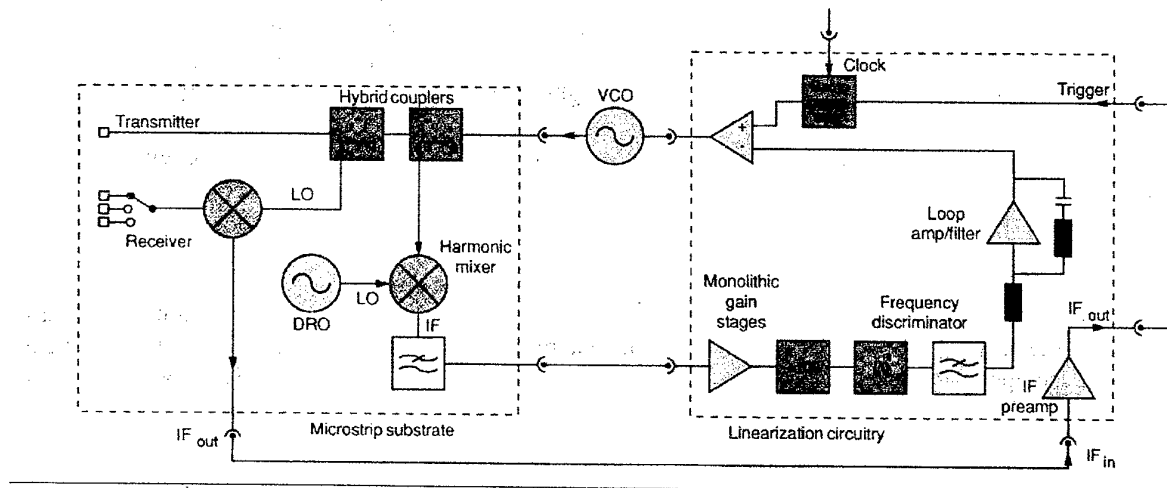 Clock
Hybrid couplers
VCO
Trigger
Transmitter
+
-
LO
Receiver
Loop
amp/filter
Harmonic
mixer
DRO
LO
IF
Monolithic
gain
stages
Frequency
discriminator
IF out
IF
preamp
IF out
Microstrip substrate
Linearization circuitry
IF in